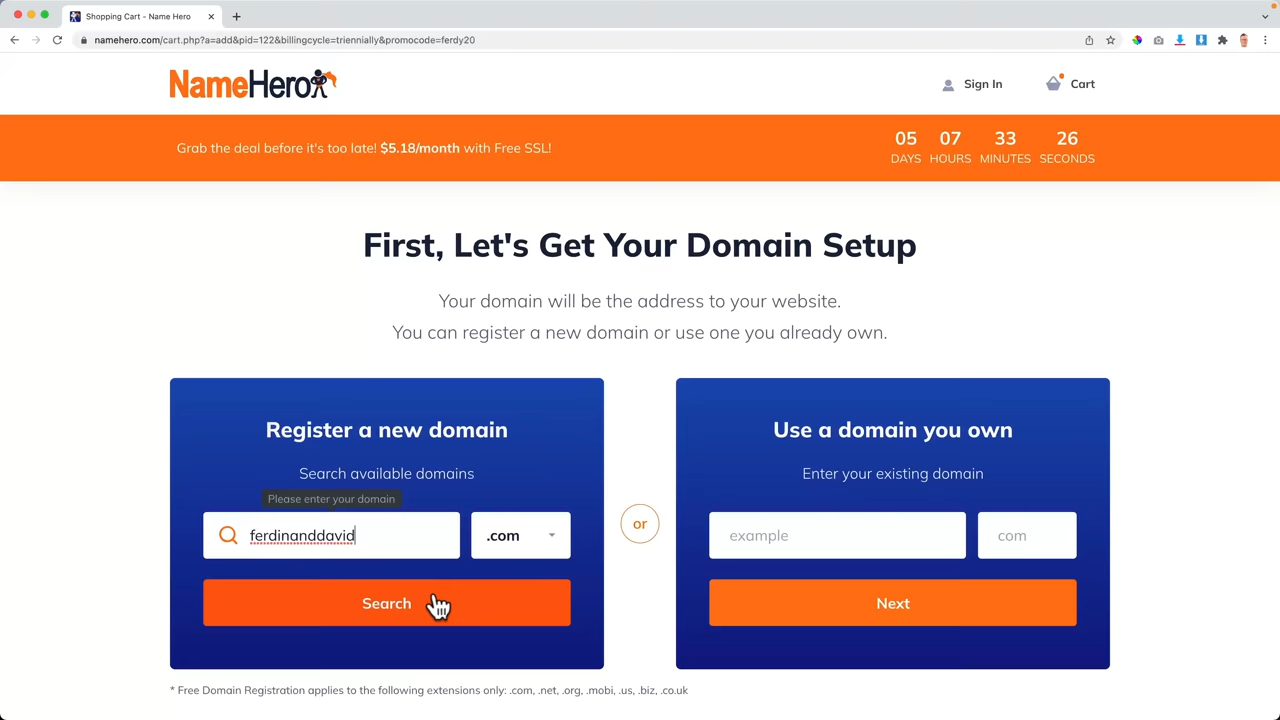 Shopping Cart - Name Hero
namehero.com/cart.php?a=add&pid=122&billingcycle=triennially&promocode=ferdy20
NameHero
Sign In
Cart
Grab the deal before it's too late! $5.18/month with Free SSL!
05 07 33 26
DAYS HOURS MINUTES SECONDS
First, Let's Get Your Domain Setup
Your domain will be the address to your website.
You can register a new domain or use one you already own.
Register a new domain
Search available domains
Please enter your domain
ferdinanddavid
.com
Search
or
Use a domain you own
Enter your existing domain
example
com
Next
* Free Domain Registration applies to the following extensions only: .com, .net, .org, .mobi, .us, .biz, .co.uk